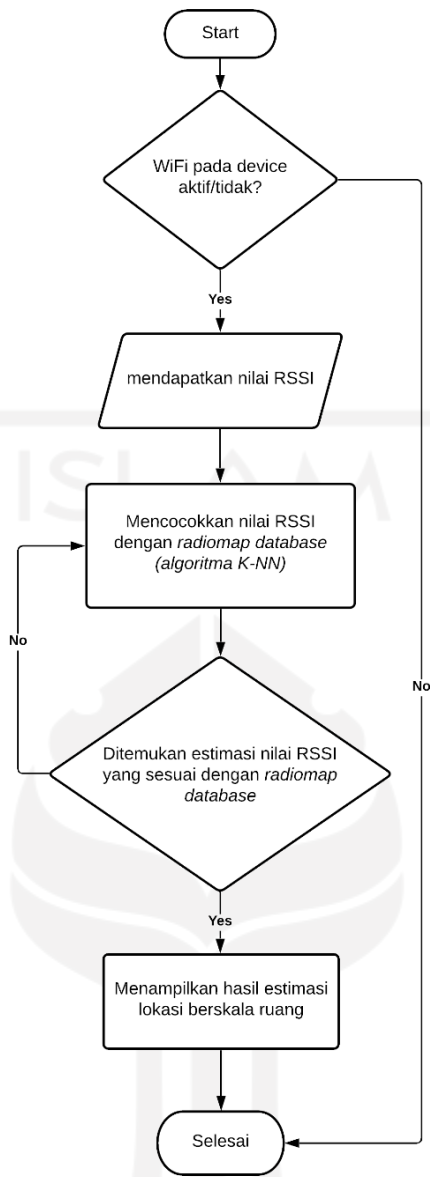 Start
WiFi pada device
aktif/tidak?
Yes
mendapatkan nilai RSSI
ISLAM
Mencocokkan nilai RSSI
dengan radiomap database
(algoritma K-NN)
No
No
Ditemukan estimasi nilai RSSI
yang sesuai dengan radiomap
database
Yes
Menampilkan hasil estimasi
lokasi berskala ruang
Selesai